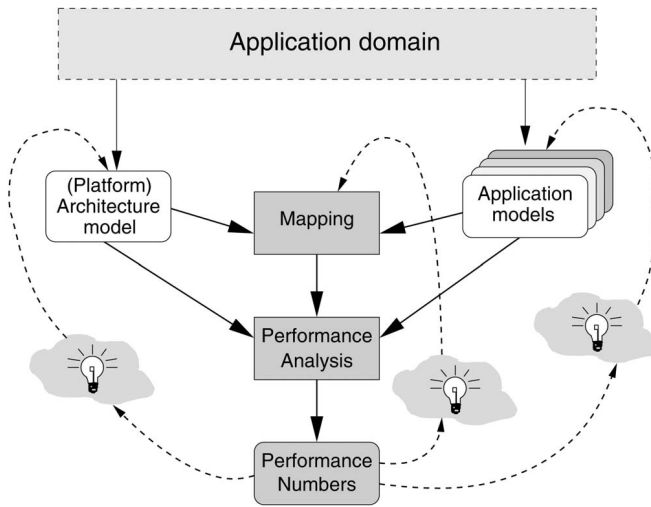 Application domain
(Platform)
Architecture
model
Mapping
Application
models
Performance
Analysis
Performance
Numbers